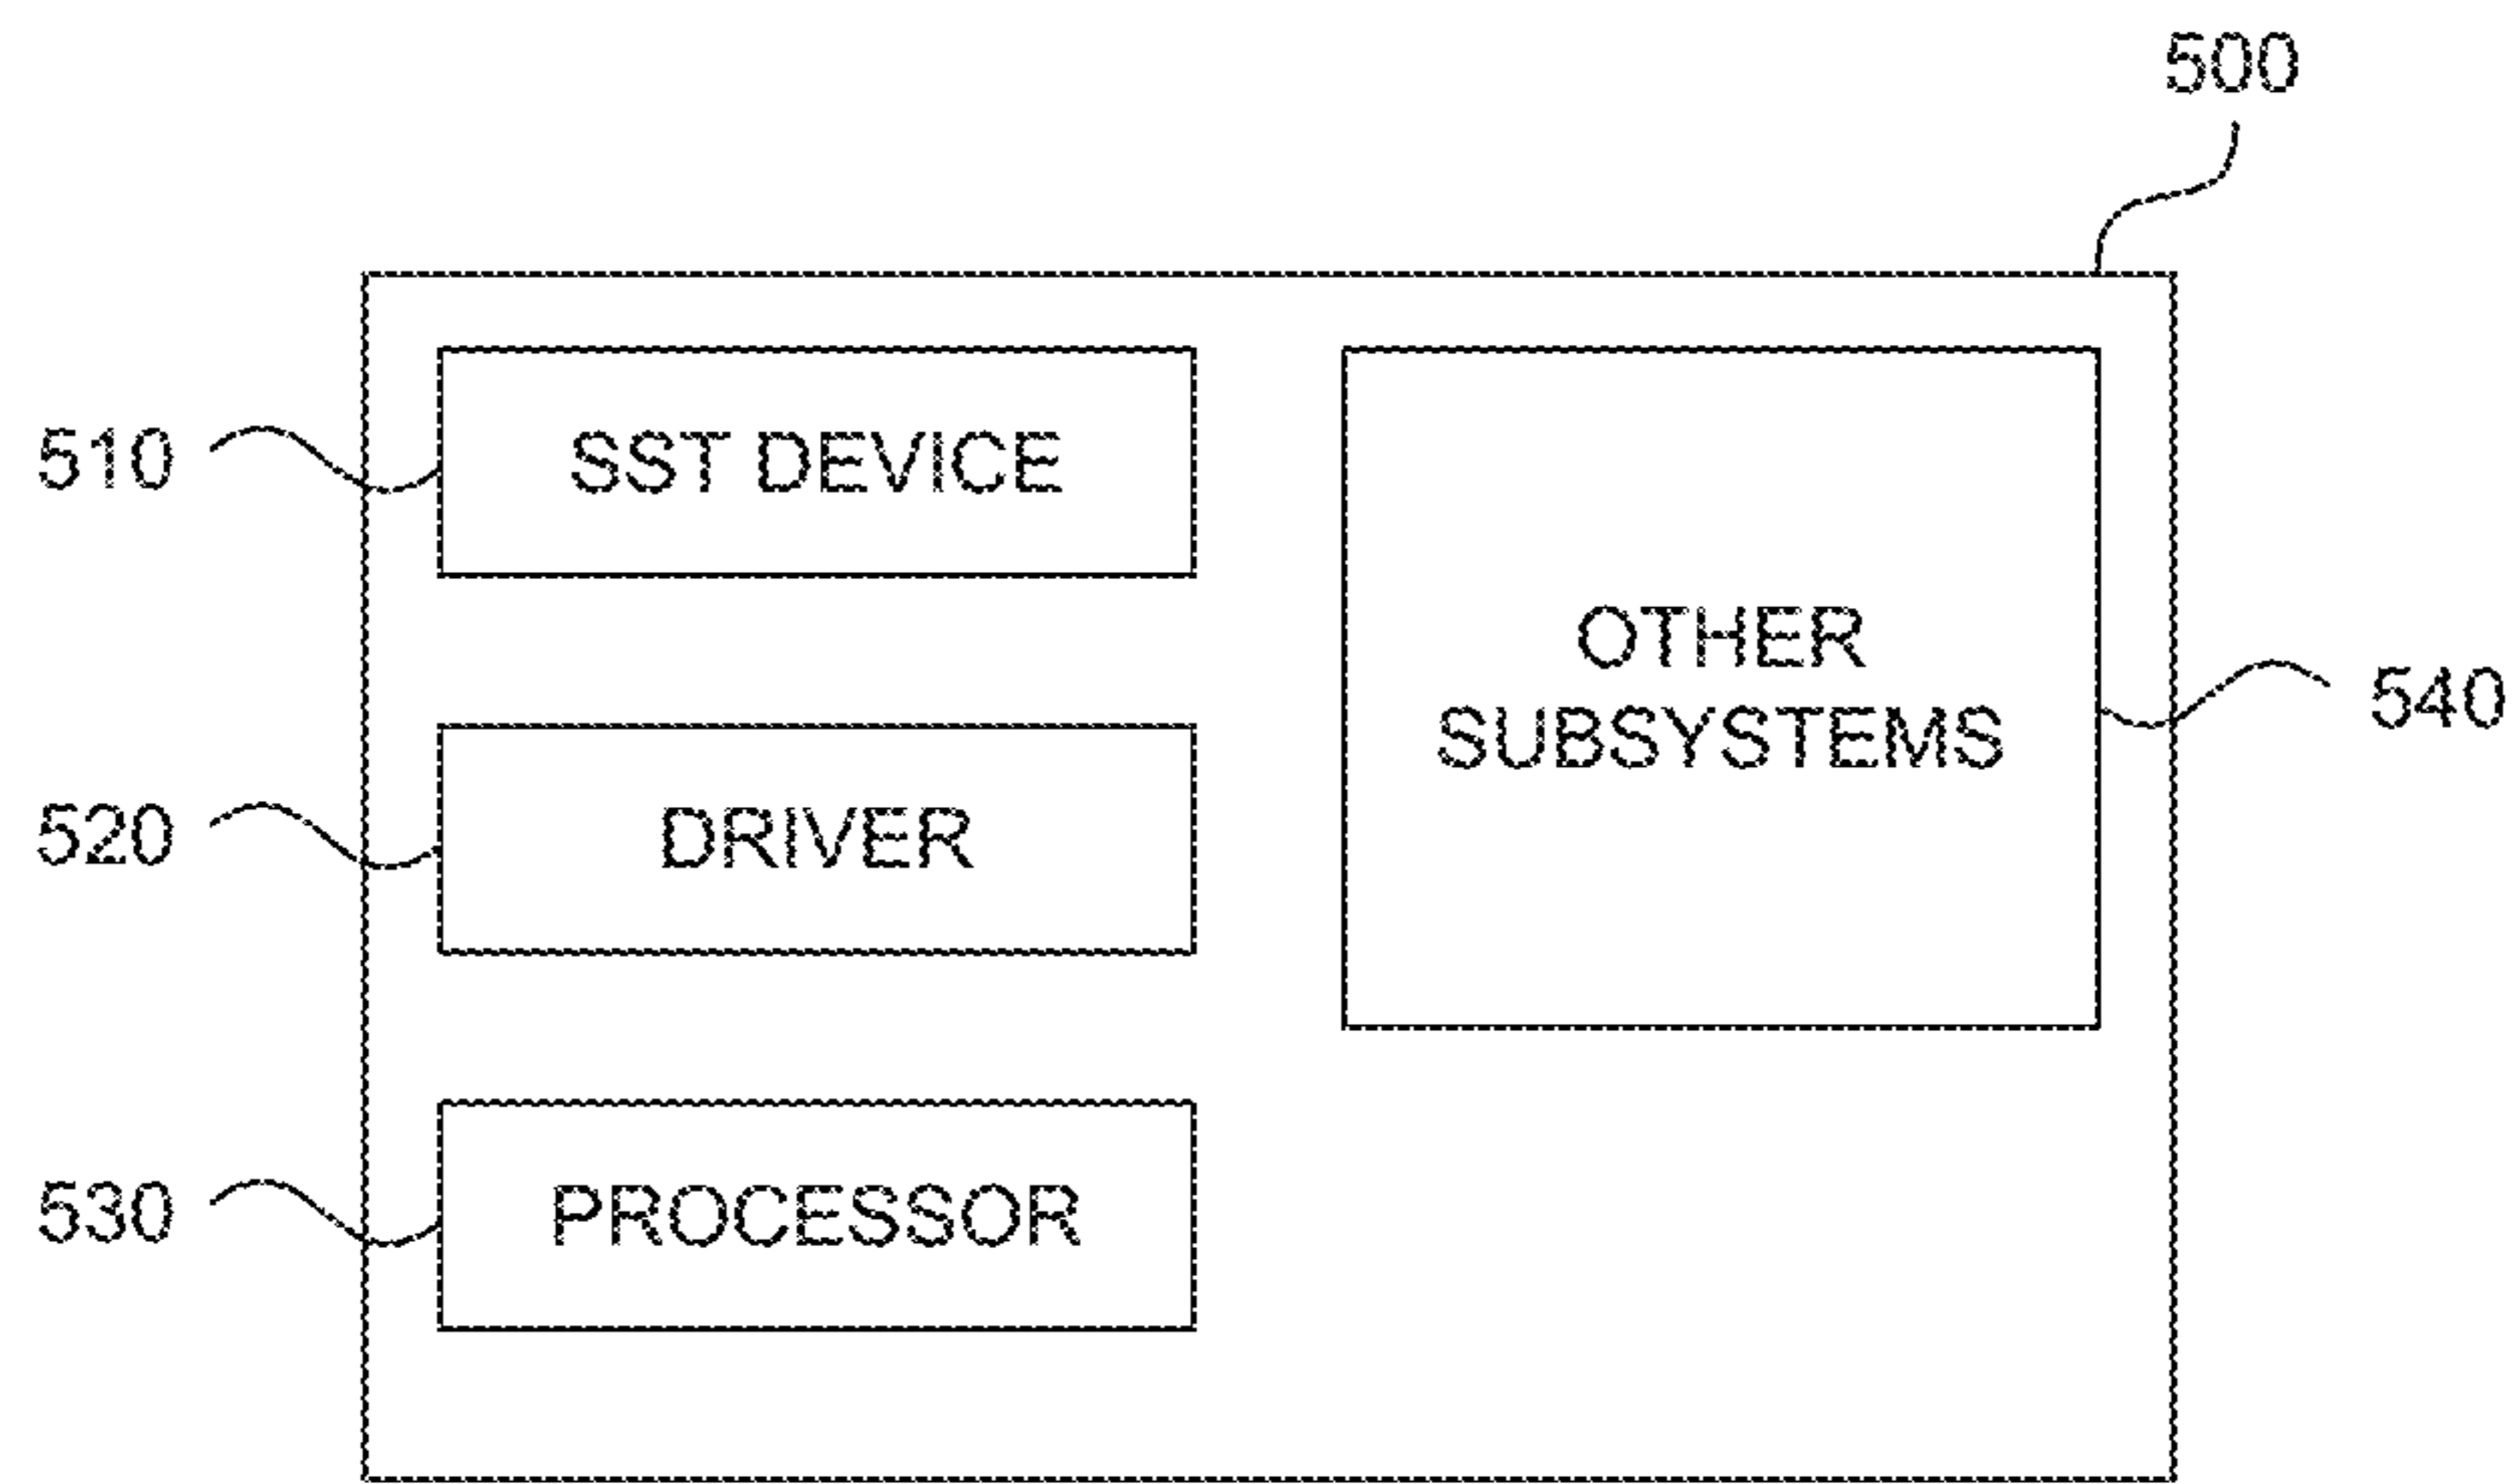 500
510
SST DEVICE
OTHER
SUBSYSTEMS
540
520
DRIVER
530
PROCESSOR